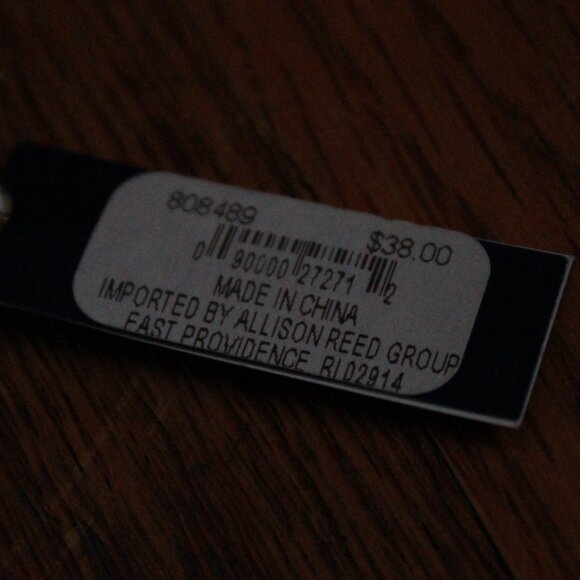 808489 $38.00
0 90000 27271 2
MADE IN CHINA
IMPORTED BY ALLISON REED GROUP
EAST PROVIDENCE, RI 02914